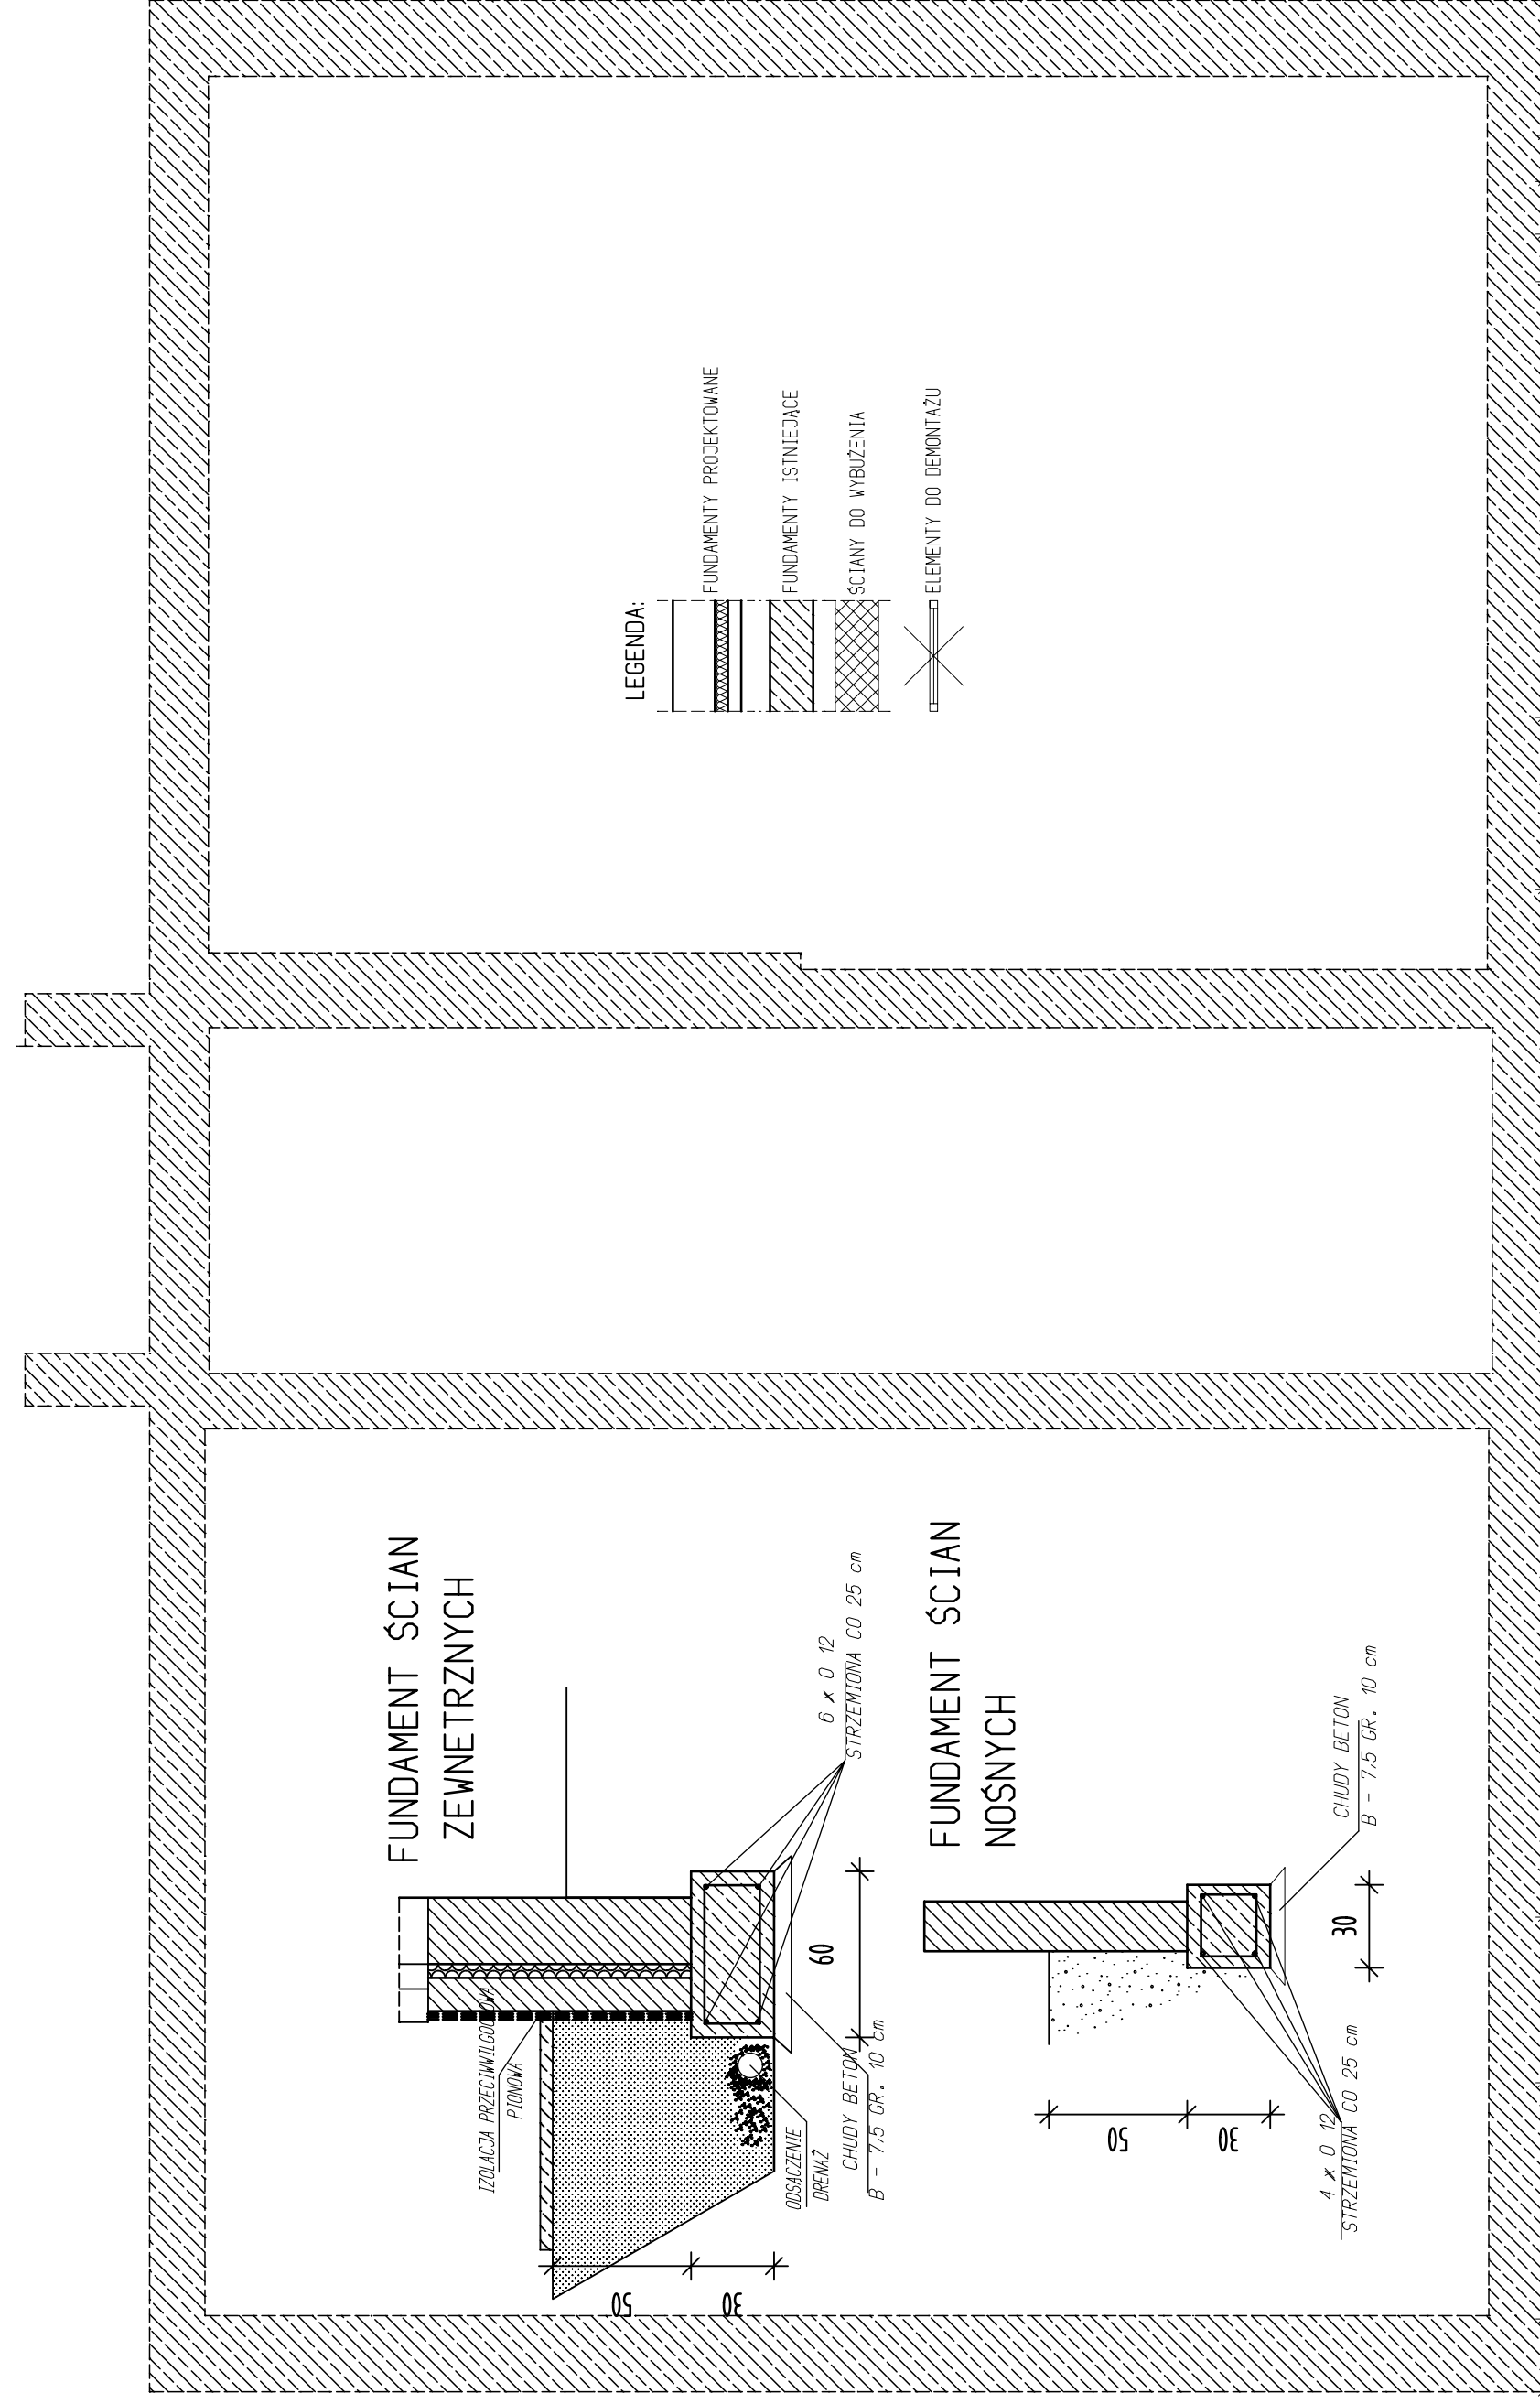 FUNDAMENT ŚCIAN
ZEWNETRZNYCH
IZOLACJA PRZECIWWILGOCIOWA
PIONOWA
6 x O 12
STRZEMIONA CO 25 cm
60
ODSĄCZENIE
DRENAŻ
CHUDY BETON
B - 7,5 GR. 10 cm
50
30
FUNDAMENT ŚCIAN
NOŚNYCH
CHUDY BETON
B - 7,5 GR. 10 cm
30
50
30
4 x O 12
STRZEMIONA CO 25 cm
LEGENDA:
FUNDAMENTY PROJEKTOWANE
FUNDAMENTY ISTNIEJĄCE
ŚCIANY DO WYBUŻENIA
ELEMENTY DO DEMONTAŻU